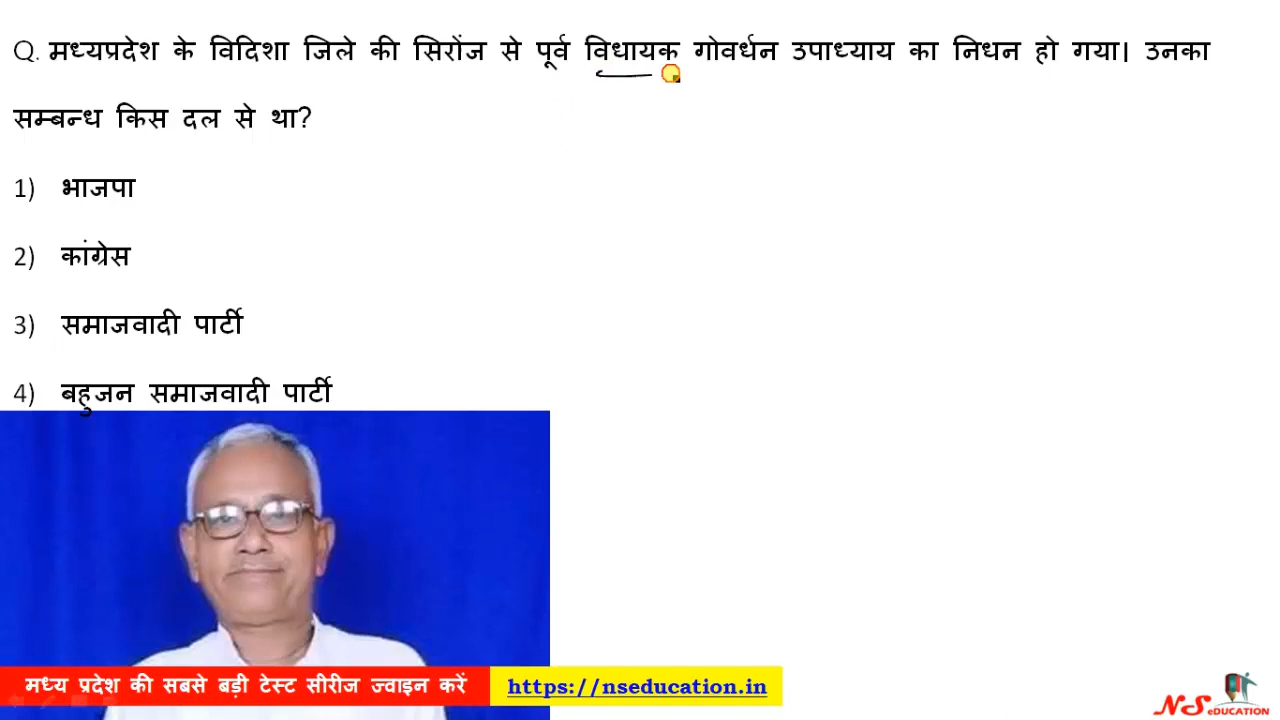 Q. मध्यप्रदेश के विदिशा जिले की सिरोंज से पूर्व विधायक गोवर्धन उपाध्याय का निधन हो गया। उनका
सम्बन्ध किस दल से था?
1) भाजपा
2) कांग्रेस
3) समाजवादी पार्टी
4) बहुजन समाजवादी पार्टी
मध्य प्रदेश की सबसे बड़ी टेस्ट सीरीज ज्वाइन करें
https://nseducation.in
NS eDUCATION